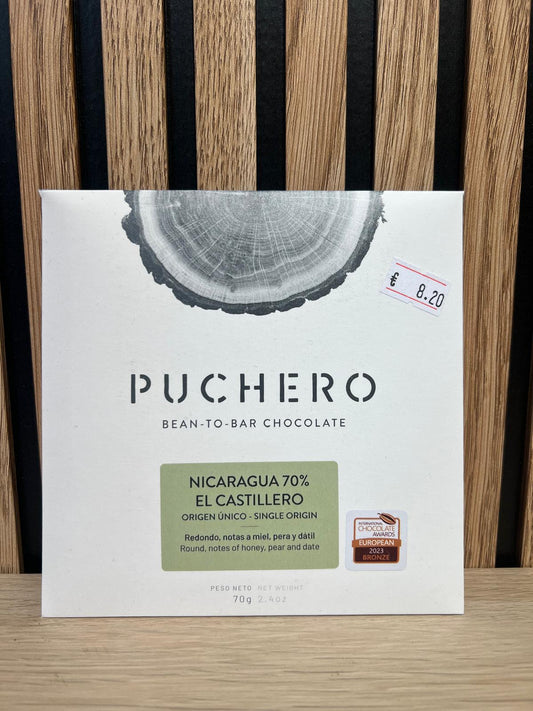 € 8.20
PUCHERO
BEAN-TO-BAR CHOCOLATE
NICARAGUA 70%
EL CASTILLERO
ORIGEN ÚNICO - SINGLE ORIGIN
Redondo, notas a miel, pera y dátil
Round, notes of honey, pear and date
INTERNATIONAL
CHOCOLATE
AWARDS
EUROPEAN
2023
BRONZE
PESO NETO NET WEIGHT
70g 2.4oz